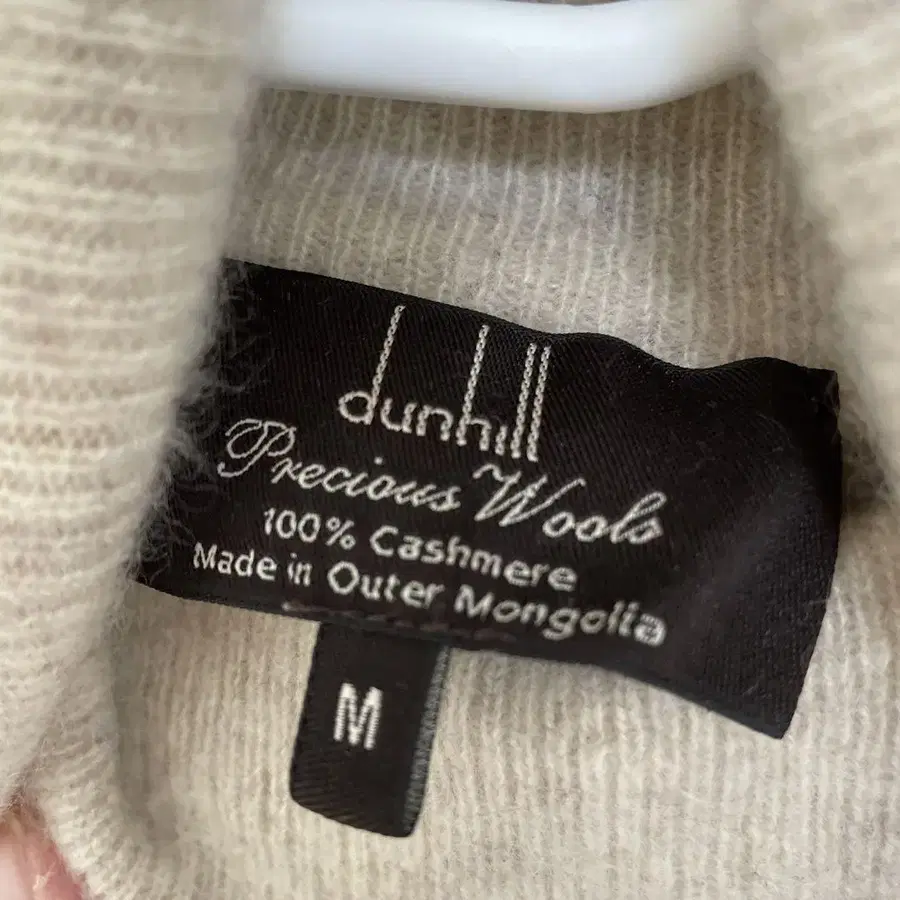 dunhill
Precious Wools
100% Cashmere
Made in Outer Mongolia
M